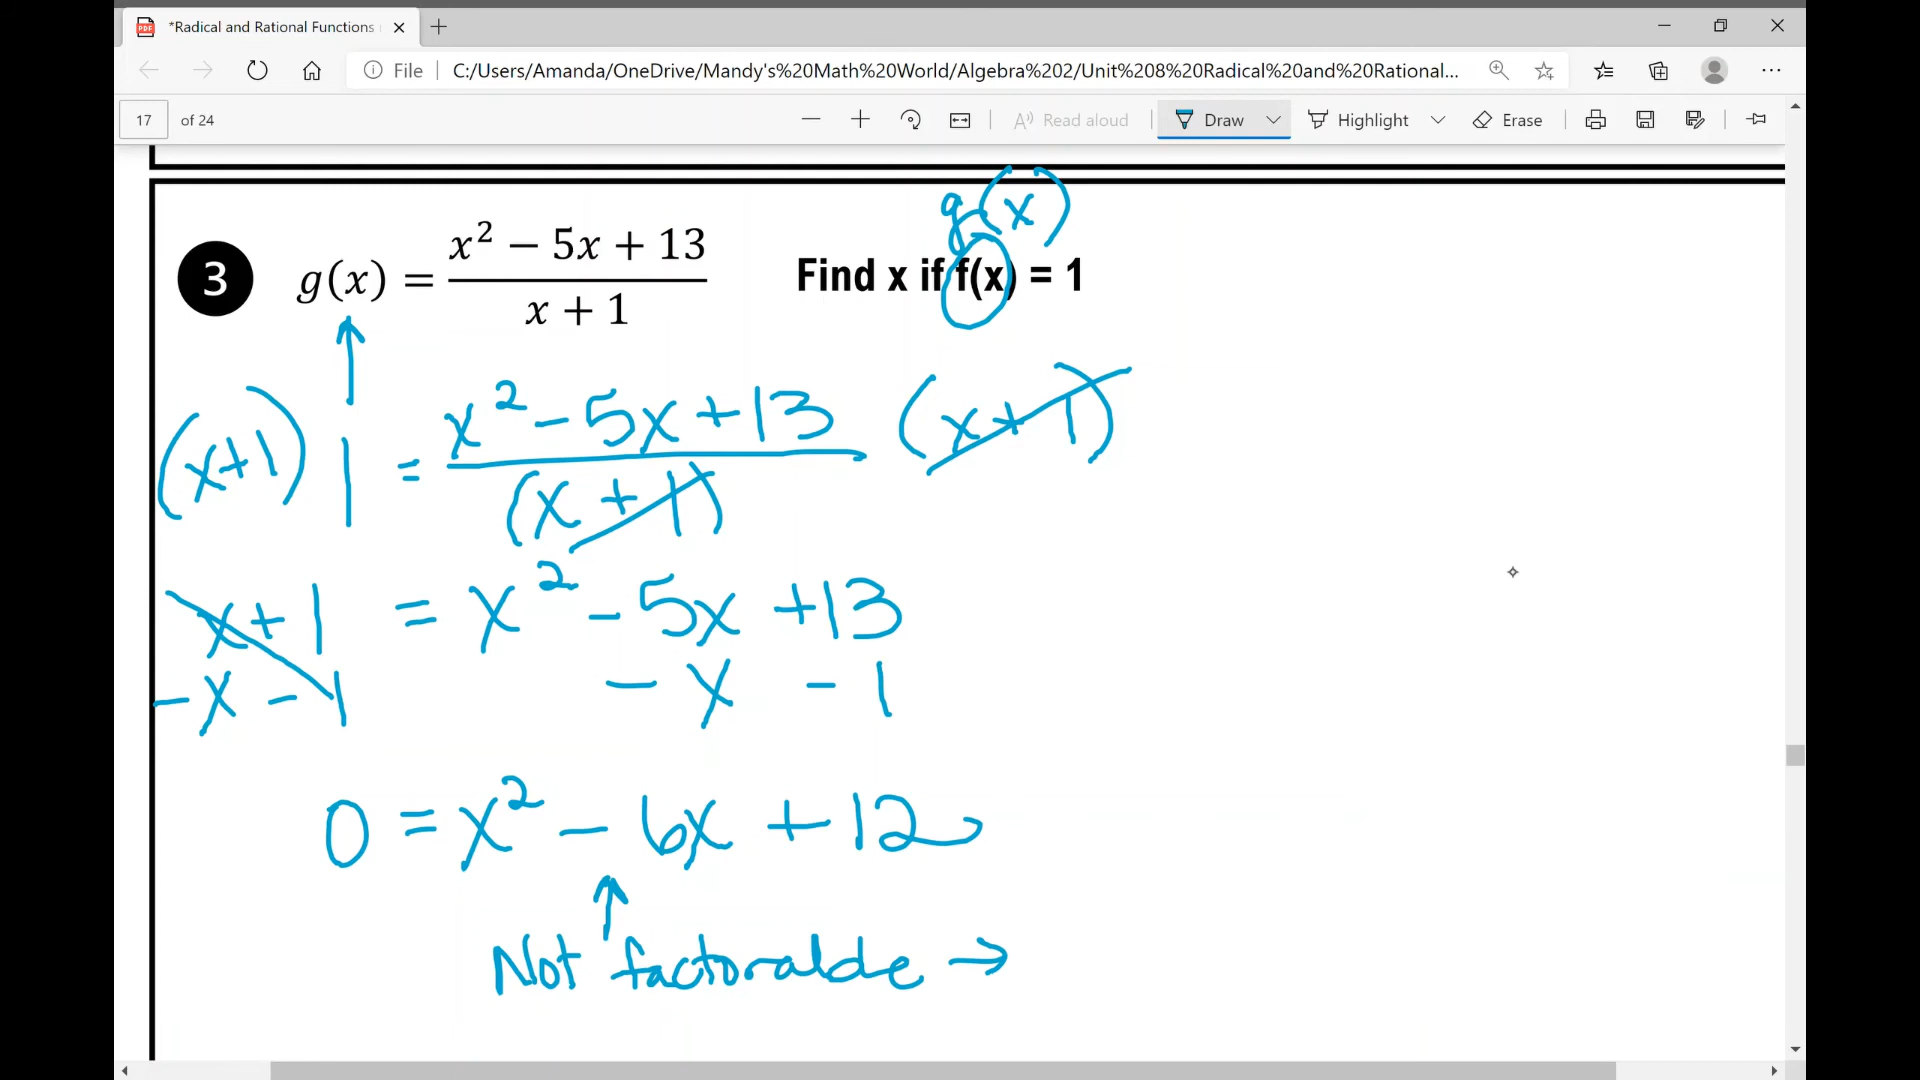 *Radical and Rational Functions
File C:/Users/Amanda/OneDrive/Mandy's%20Math%20World/Algebra%202/Unit%208%20Radical%20and%20Rational...
17 of 24 Read aloud Draw Highlight Erase
g(x)
3 g(x) = (x² − 5x + 13)/(x + 1) Find x if f(x) = 1
(x+1) 1 = (x² − 5x + 13)/(x + 1) (x + 1)
x + 1 = x² − 5x + 13
− x − 1 − x − 1
0 = x² − 6x + 12
Not factoralde →